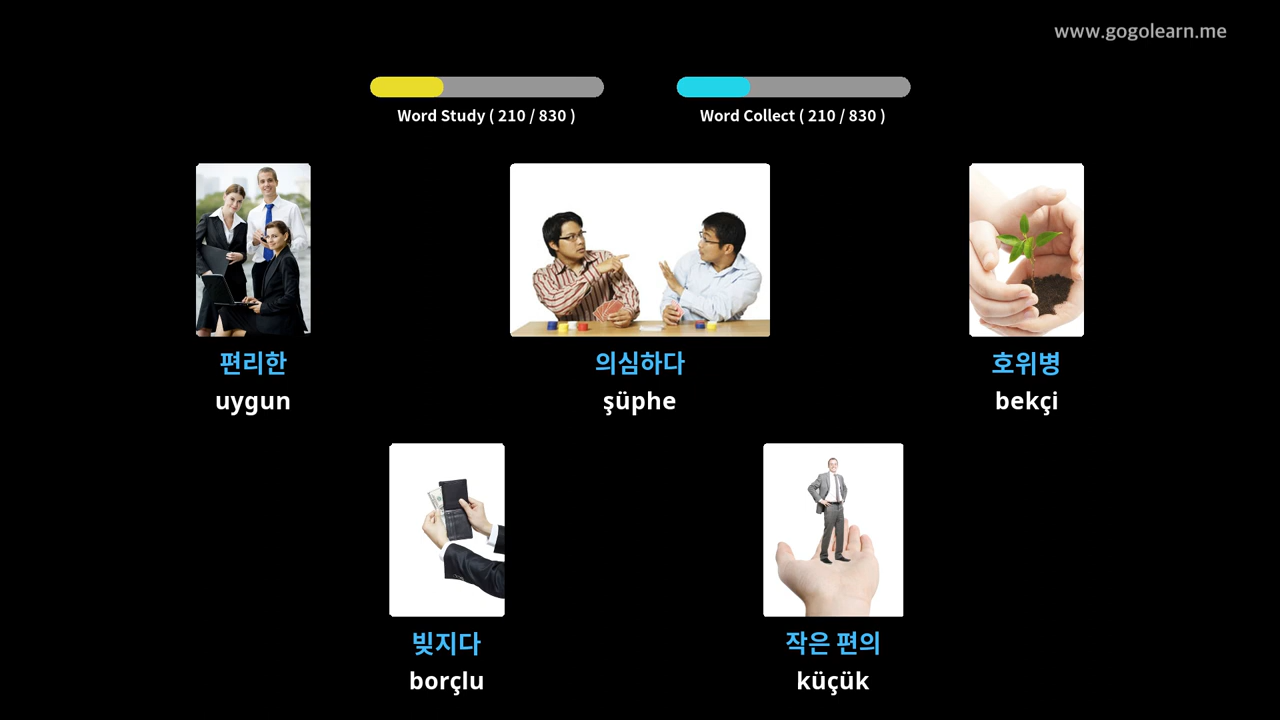 www.gogolearn.me
Word Study ( 210 / 830 )
Word Collect ( 210 / 830 )
편리한
uygun
의심하다
şüphe
호위병
bekçi
빚지다
borçlu
작은 편의
küçük